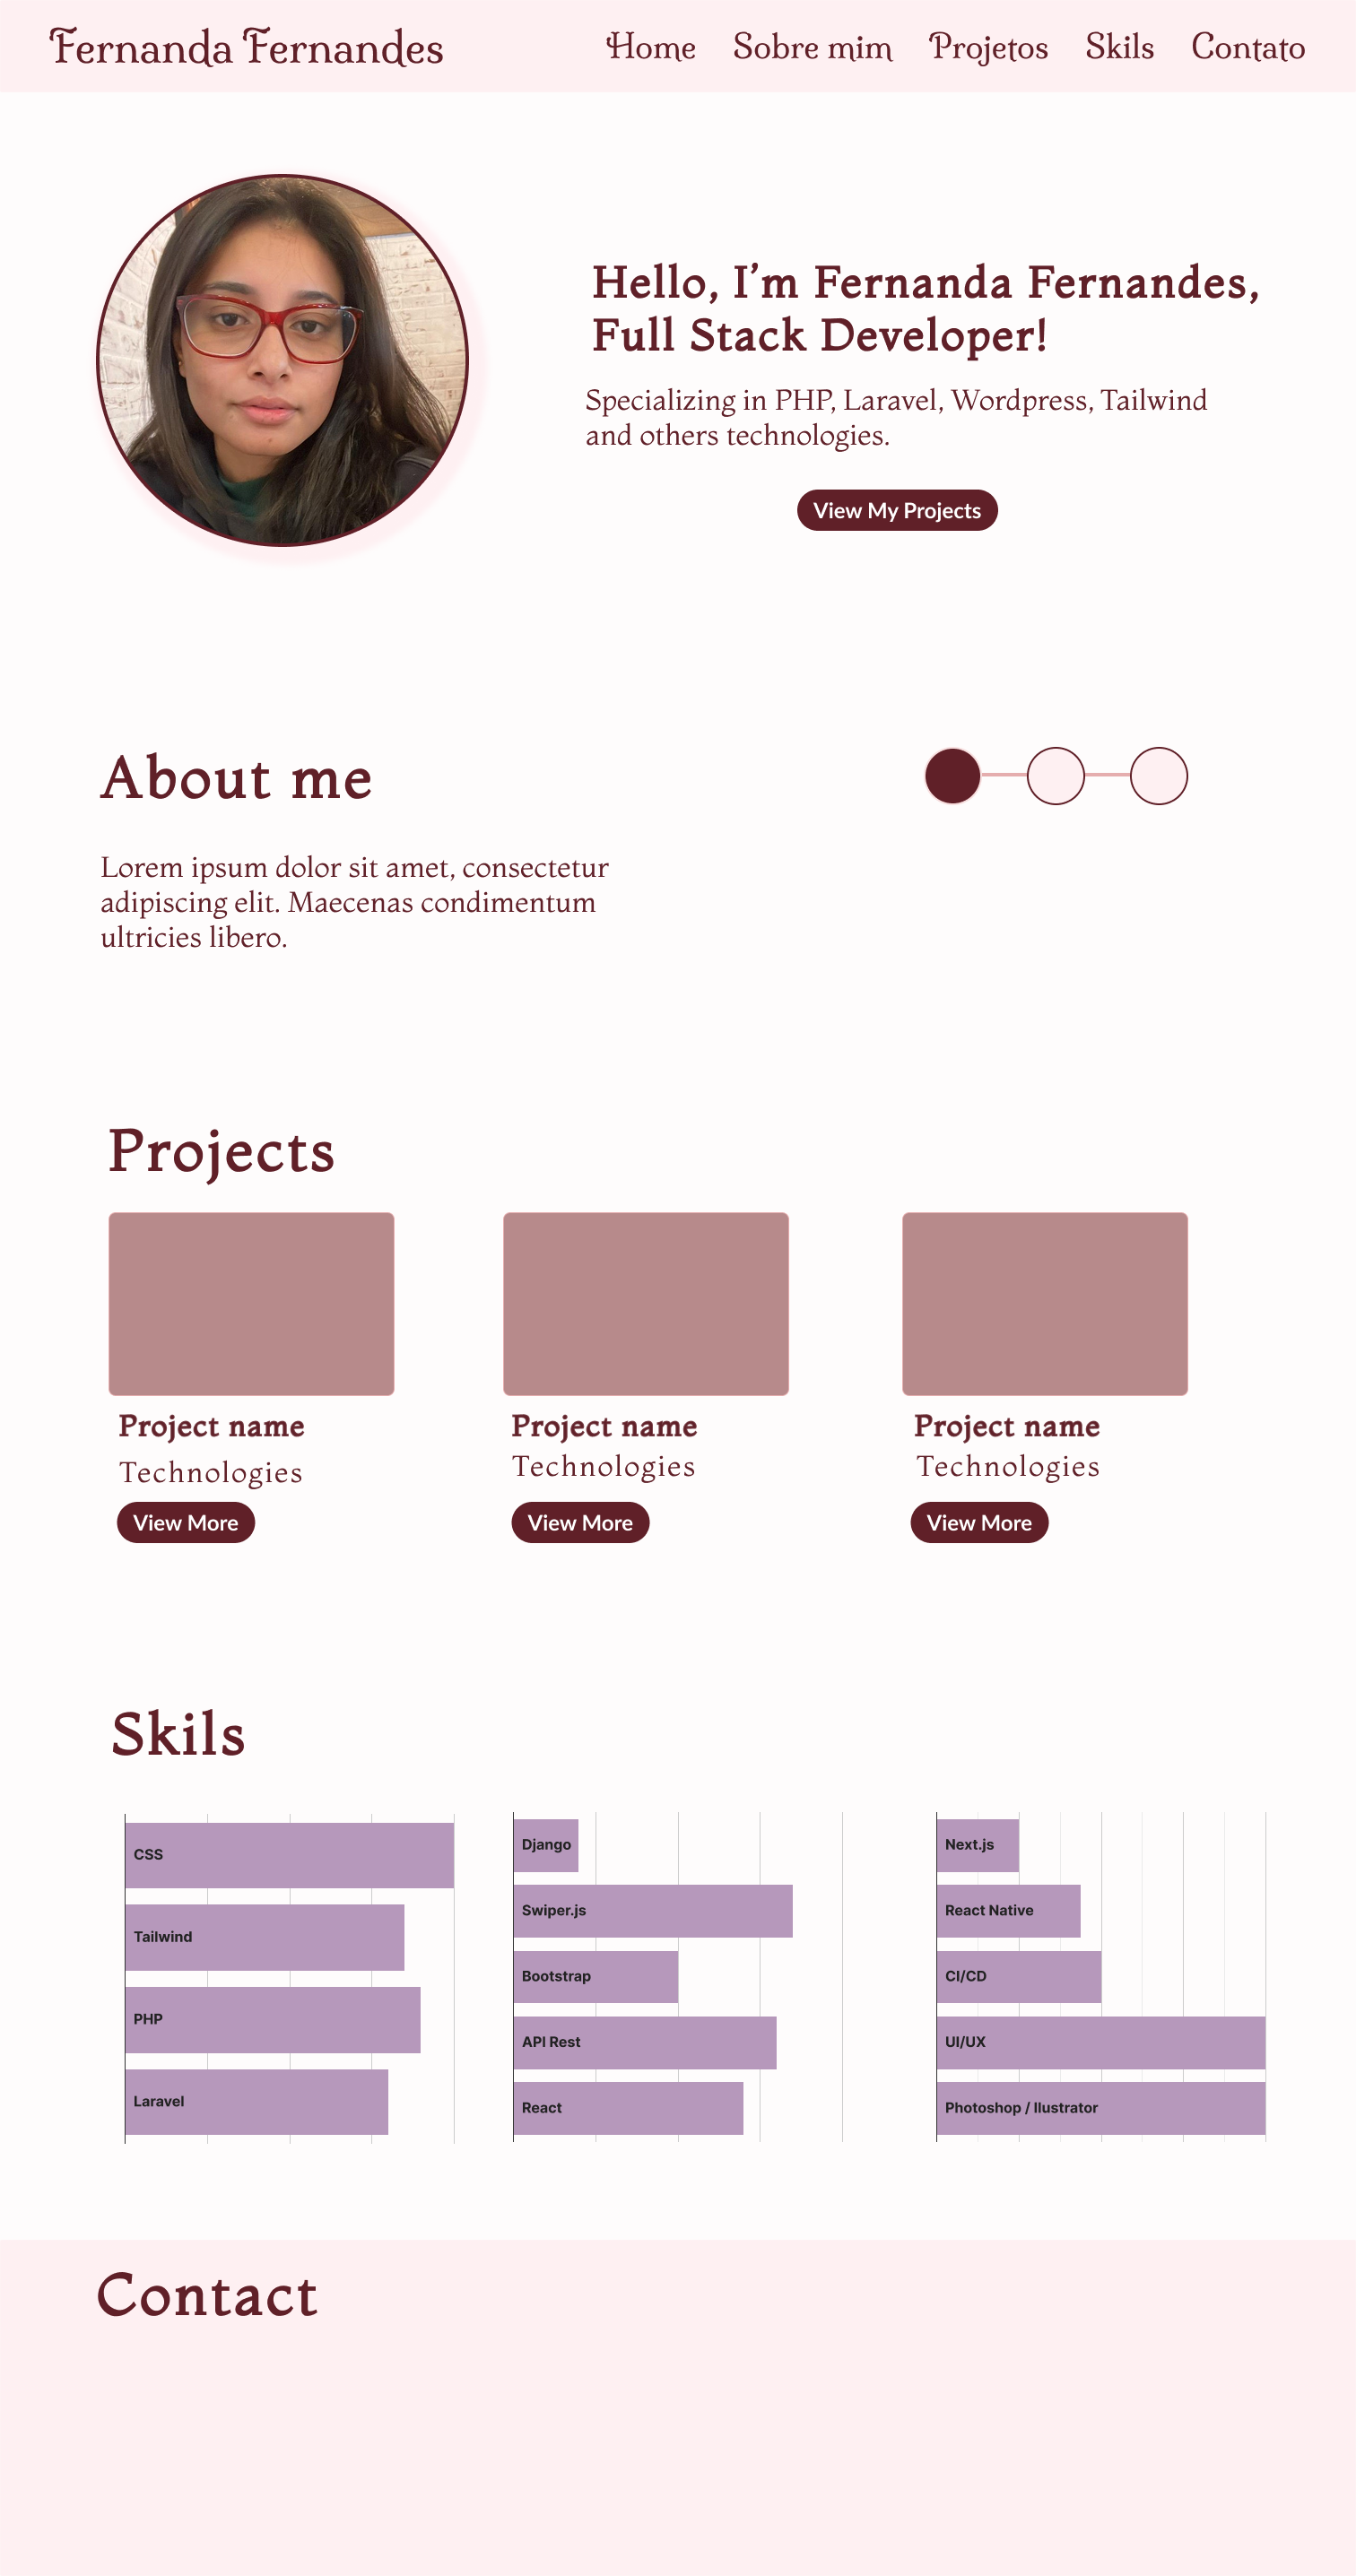 Fernanda Fernandes
Home Sobre mim Projetos Skils Contato
Hello, I’m Fernanda Fernandes,
Full Stack Developer!
Specializing in PHP, Laravel, Wordpress, Tailwind
and others technologies.
View My Projects
About me
Lorem ipsum dolor sit amet, consectetur
adipiscing elit. Maecenas condimentum
ultricies libero.
Projects
Project name
Technologies
View More
Project name
Technologies
View More
Project name
Technologies
View More
Skils
CSS
Tailwind
PHP
Laravel
Django
Swiper.js
Bootstrap
API Rest
React
Next.js
React Native
CI/CD
UI/UX
Photoshop / Ilustrator
Contact